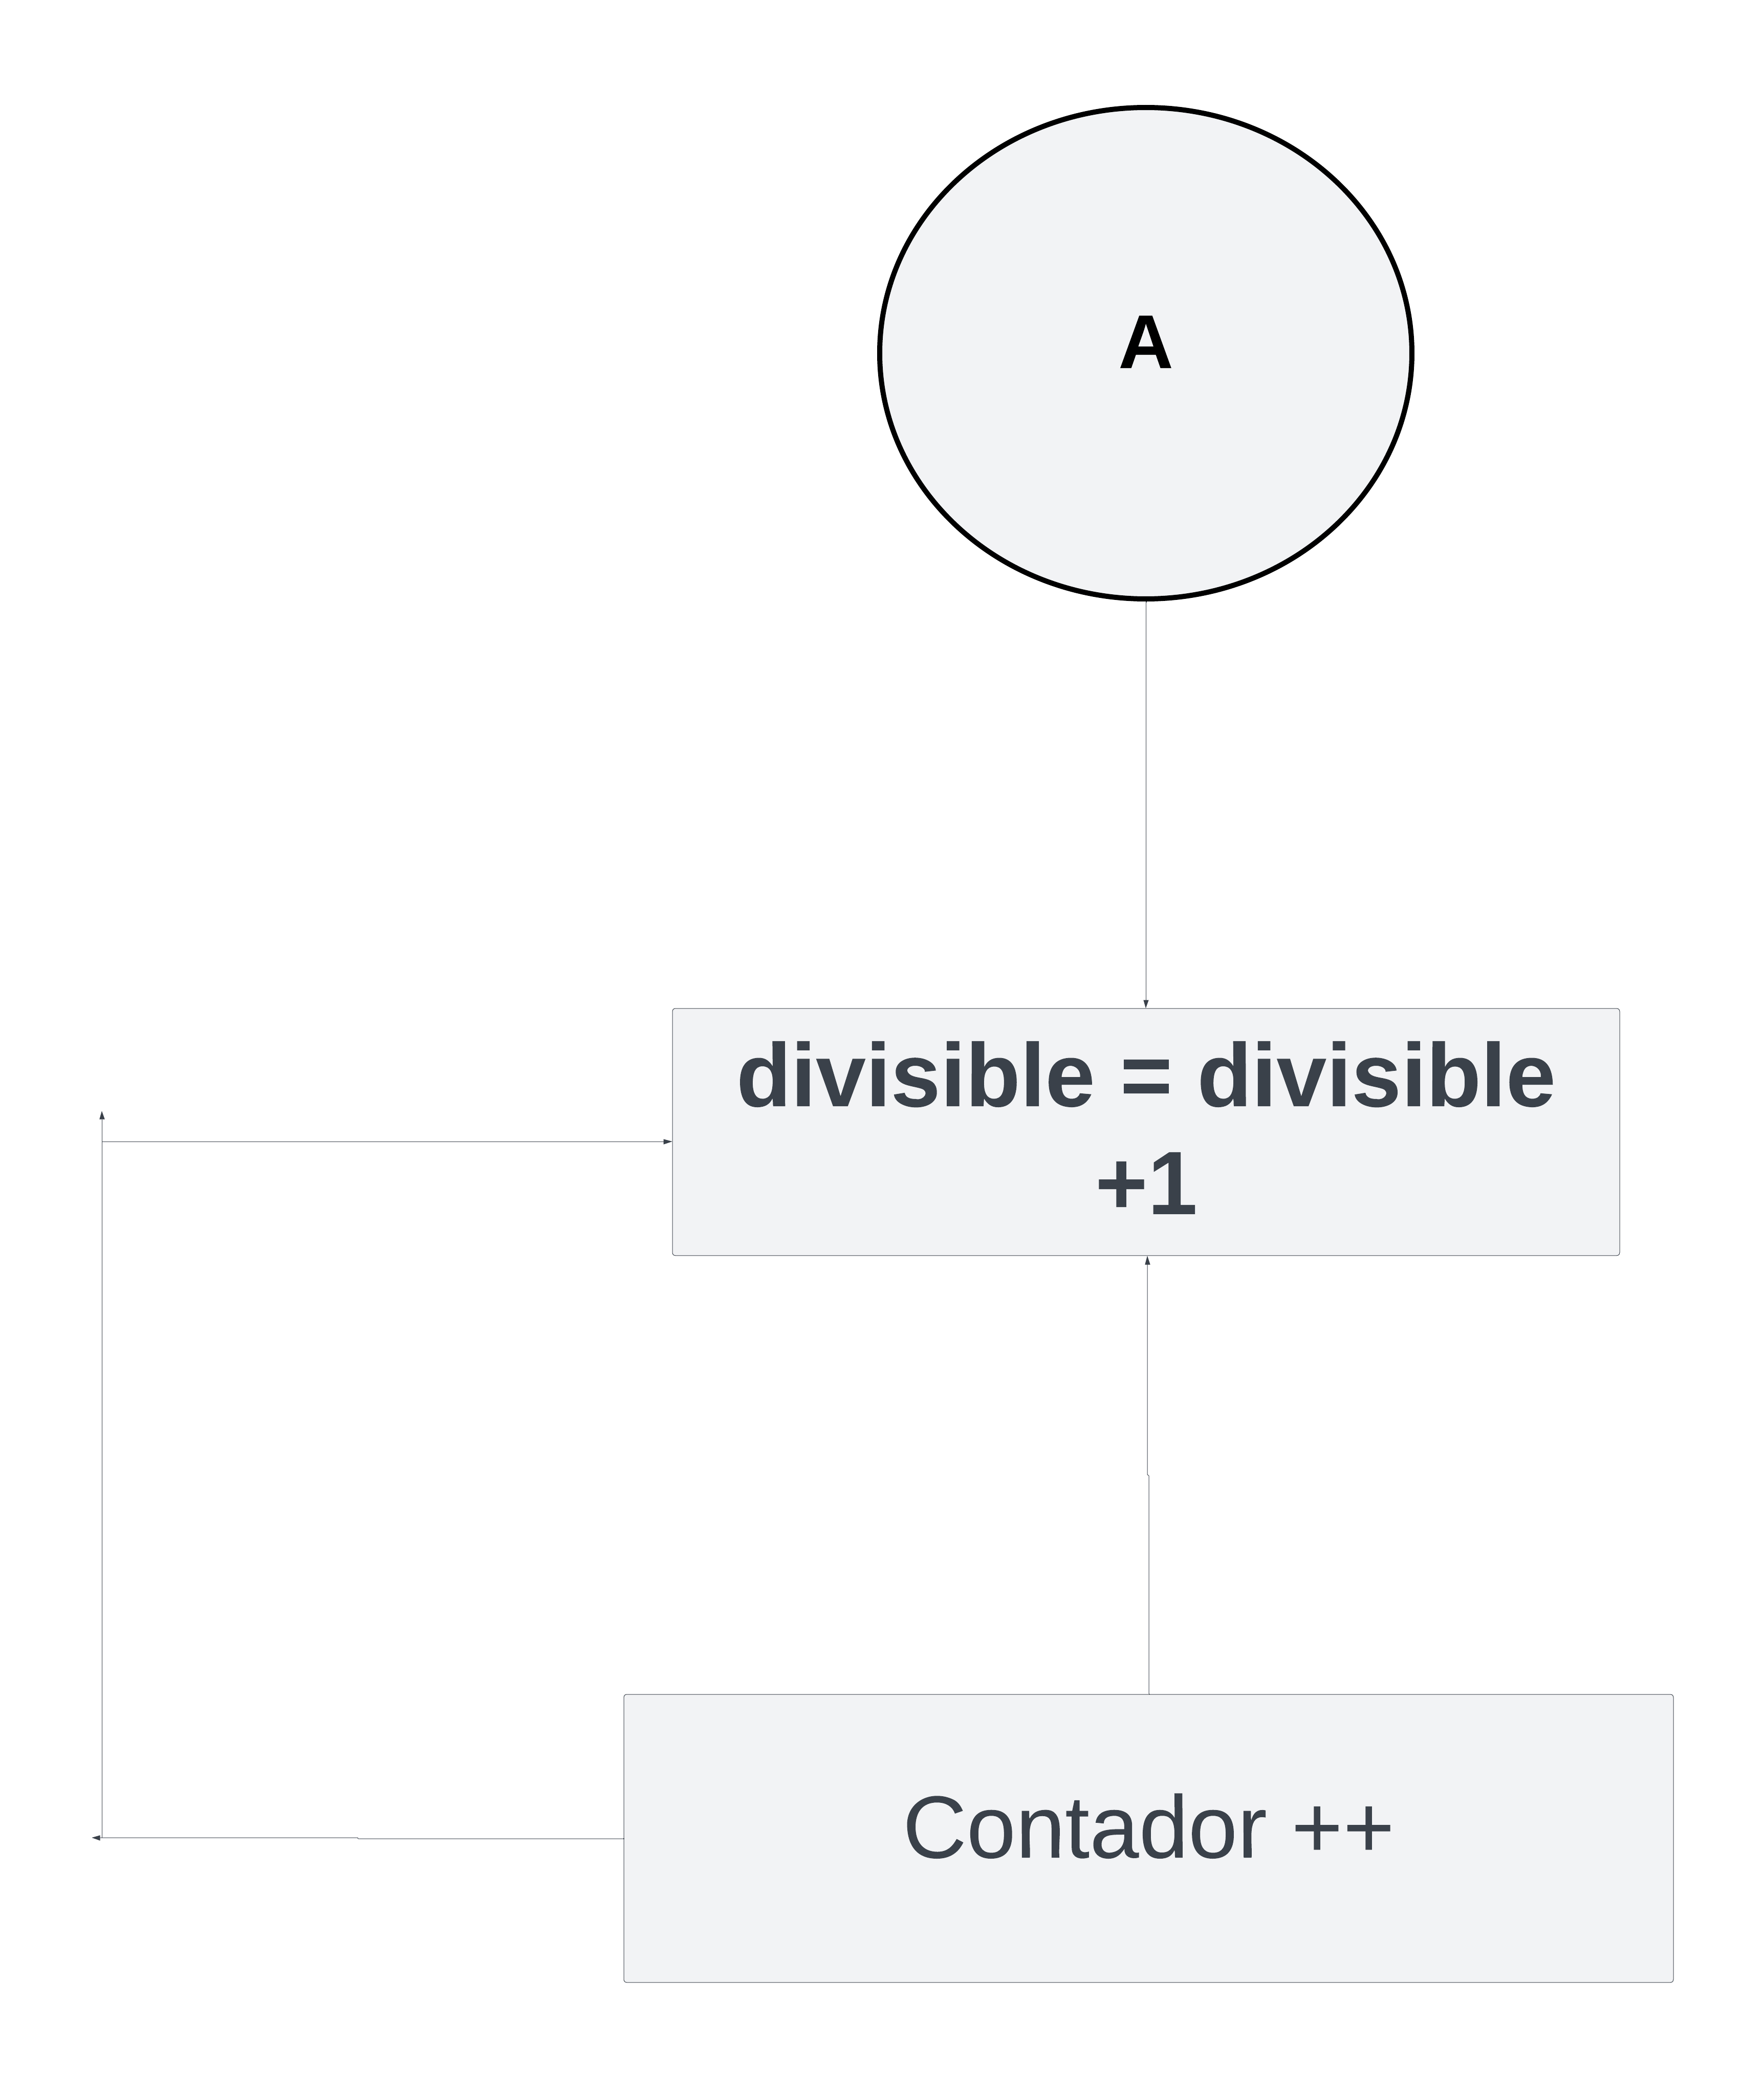 A
divisible = divisible
+1
Contador ++